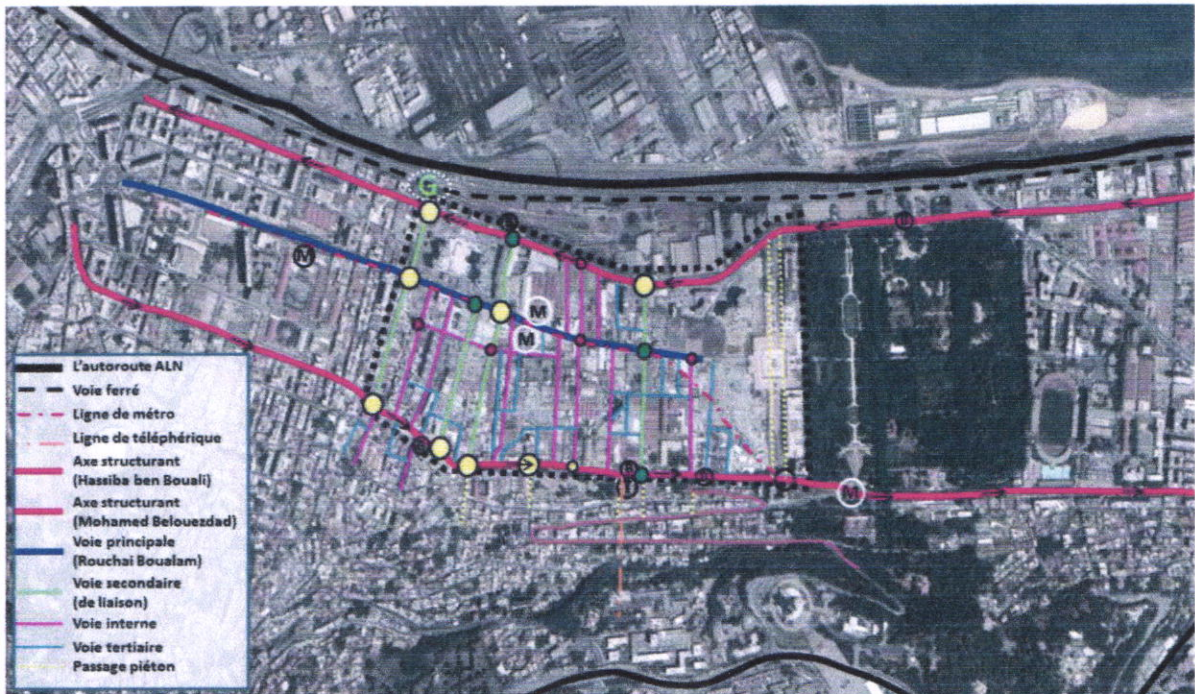 G
M
M
M
M
L'autoroute ALN
Voie ferré
Ligne de métro
Ligne de téléphérique
Axe structurant
(Hassiba ben Bouali)
Axe structurant
(Mohamed Belouezdad)
Voie principale
(Rouchai Boualam)
Voie secondaire
(de liaison)
Voie interne
Voie tertiaire
Passage piéton